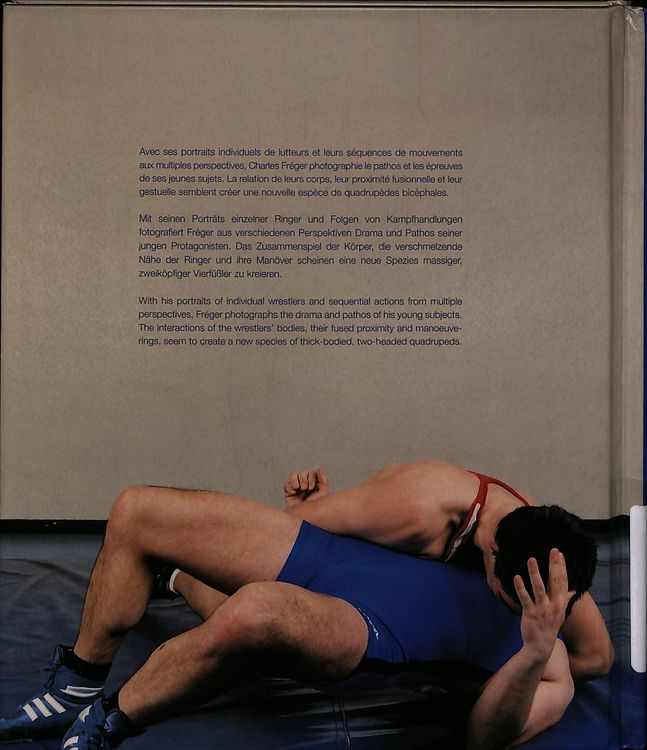 Avec ses portraits individuels de lutteurs et leurs séquences de mouvements
aux multiples perspectives, Charles Fréger photographie le pathos et les épreuves
de ses jeunes sujets. La relation de leurs corps, leur proximité fusionnelle et leur
gestuelle semblent créer une nouvelle espèce de quadrupèdes bicéphales.
Mit seinen Porträts einzelner Ringer und Folgen von Kampfhandlungen
fotografiert Fréger aus verschiedenen Perspektiven Drama und Pathos seiner
jungen Protagonisten. Das Zusammenspiel der Körper, die verschmelzende
Nähe der Ringer und ihre Manöver scheinen eine neue Spezies massiger,
zweiköpfiger Vierfüßler zu kreieren.
With his portraits of individual wrestlers and sequential actions from multiple
perspectives, Fréger photographs the drama and pathos of his young subjects.
The interactions of the wrestlers' bodies, their fused proximity and manoeuve-
rings, seem to create a new species of thick-bodied, two-headed quadrupeds.